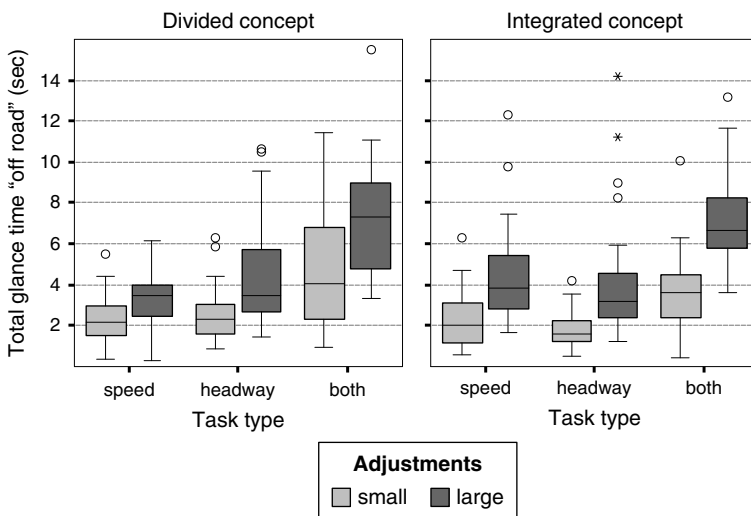 Divided concept
Integrated concept
Total glance time "off road" (sec)
14
12
10
8
6
4
2
speed headway both
speed headway both
Task type
Task type
Adjustments
small large